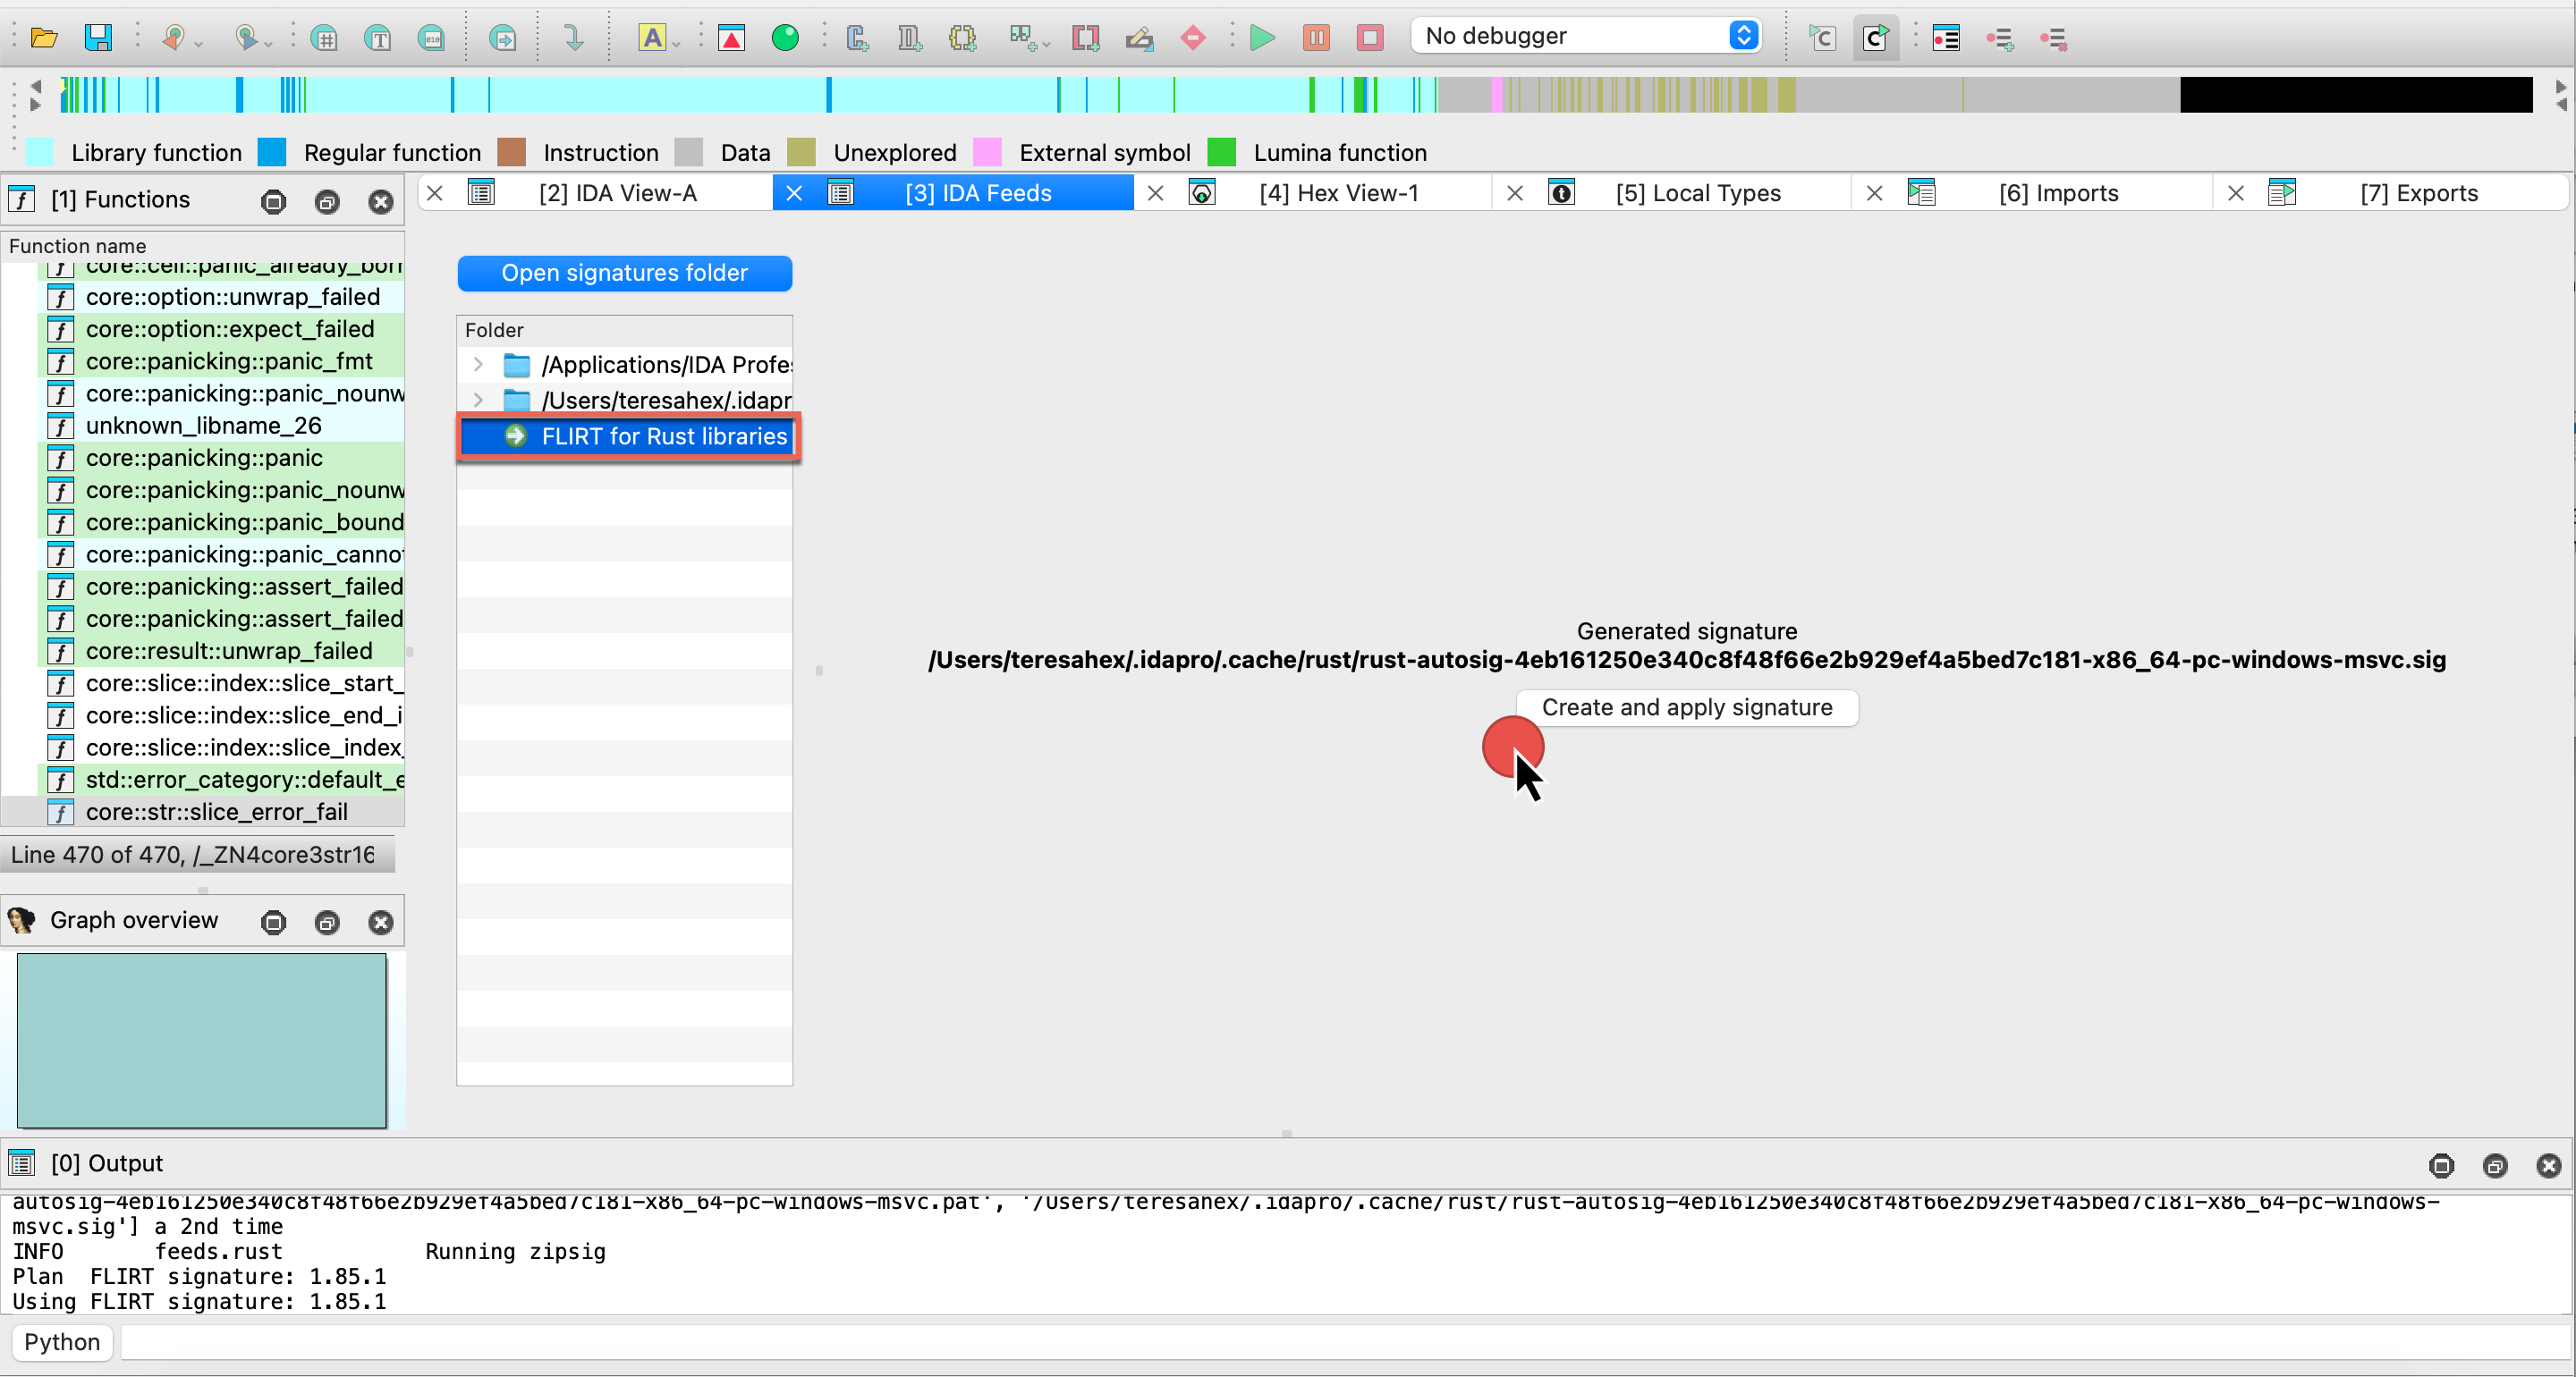 No debugger
Library function Regular function Instruction Data Unexplored External symbol Lumina function
[1] Functions
[2] IDA View-A [3] IDA Feeds [4] Hex View-1 [5] Local Types [6] Imports [7] Exports
Function name
core::cell::panic_already_borr
core::option::unwrap_failed
core::option::expect_failed
core::panicking::panic_fmt
core::panicking::panic_nounw
unknown_libname_26
core::panicking::panic
core::panicking::panic_nounw
core::panicking::panic_bound
core::panicking::panic_cannot
core::panicking::assert_failed
core::panicking::assert_failed
core::result::unwrap_failed
core::slice::index::slice_start_
core::slice::index::slice_end_i
core::slice::index::slice_index_
std::error_category::default_e
core::str::slice_error_fail
Line 470 of 470, /_ZN4core3str16
Graph overview
Open signatures folder
Folder
/Applications/IDA Profes
/Users/teresahex/.idapr
FLIRT for Rust libraries
Generated signature
/Users/teresahex/.idapro/.cache/rust/rust-autosig-4eb161250e340c8f48f66e2b929ef4a5bed7c181-x86_64-pc-windows-msvc.sig
Create and apply signature
[0] Output
autosig-4eb161250e340c8f48f66e2b929ef4a5bed7c181-x86_64-pc-windows-msvc.pat', '/Users/teresahex/.idapro/.cache/rust/rust-autosig-4eb161250e340c8f48f66e2b929ef4a5bed7c181-x86_64-pc-windows-
msvc.sig'] a 2nd time
INFO feeds.rust Running zipsig
Plan FLIRT signature: 1.85.1
Using FLIRT signature: 1.85.1
Python